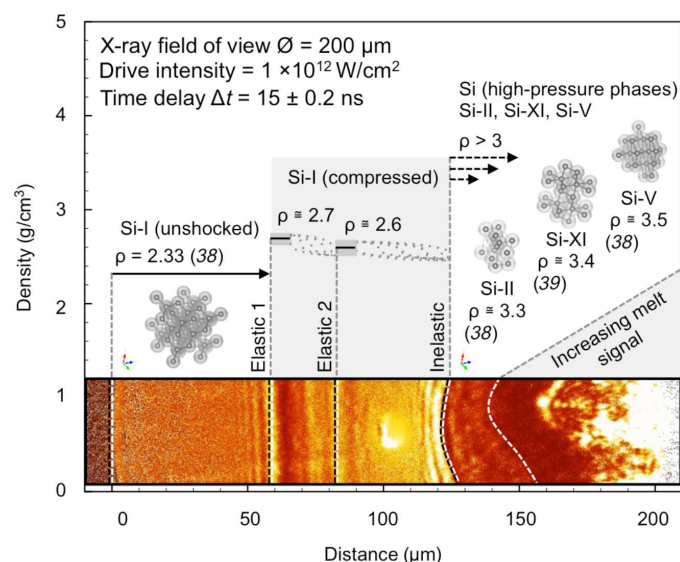 X-ray field of view Ø = 200 µm
Drive intensity = 1 ×10¹² W/cm²
Time delay Δt = 15 ± 0.2 ns
Si (high-pressure phases)
Si-II, Si-XI, Si-V
ρ > 3
Si-I (compressed)
ρ ≅ 2.7
ρ ≅ 2.6
Si-I (unshocked)
ρ = 2.33 (38)
Si-V
ρ ≅ 3.5
(38)
Si-XI
ρ ≅ 3.4
(39)
Si-II
ρ ≅ 3.3
(38)
Elastic 1
Elastic 2
Inelastic
Increasing melt
signal
Density (g/cm³)
5
4
3
2
1
0
0
50
100
150
200
Distance (µm)